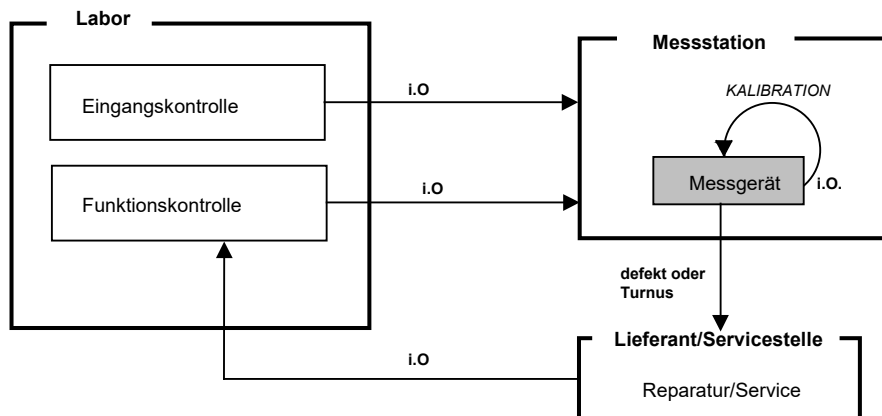 Labor
Eingangskontrolle
i.O
Funktionskontrolle
i.O
Messstation
KALIBRATION
Messgerät
i.O.
defekt oder
Turnus
Lieferant/Servicestelle
i.O
Reparatur/Service